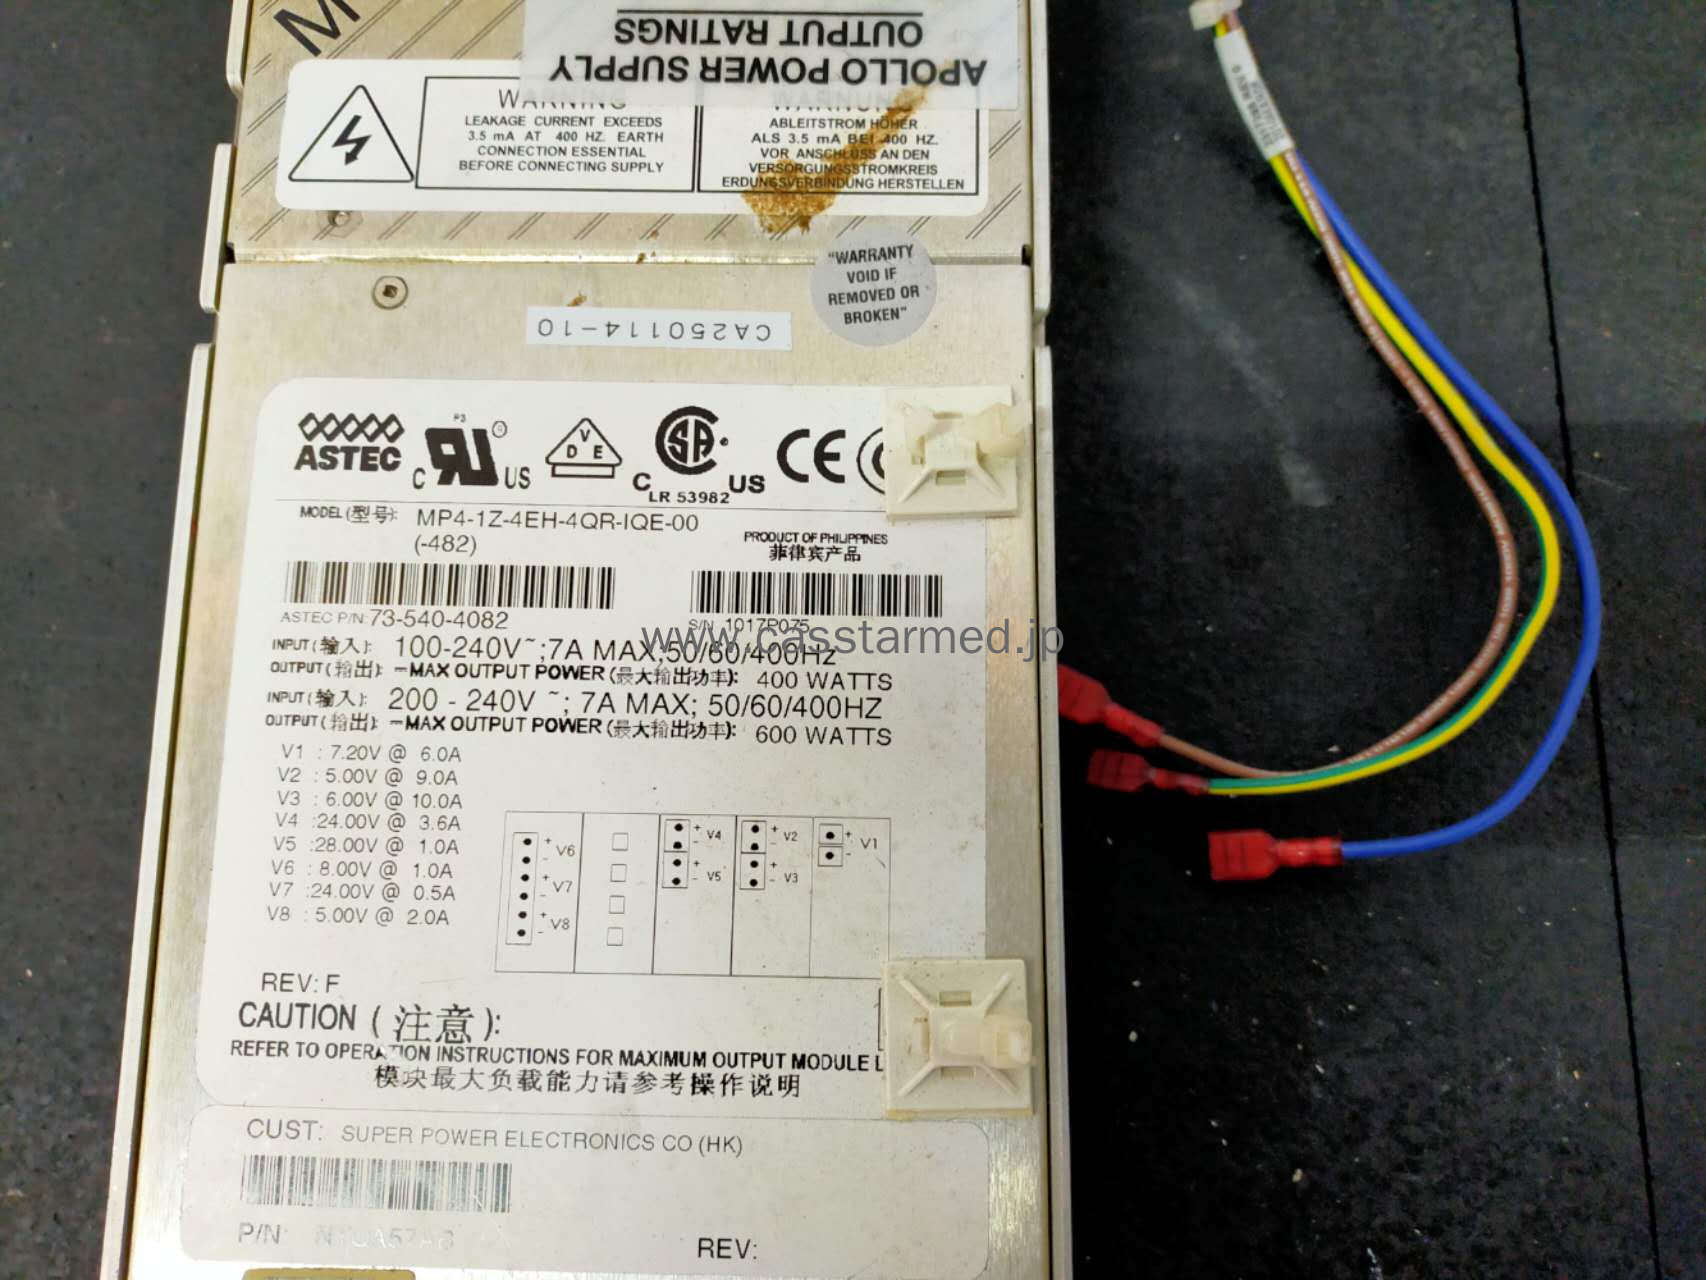 OUTPUT RATINGS
APOLLO POWER SUPPLY
WARNING
LEAKAGE CURRENT EXCEEDS
3.5 mA AT 400 HZ. EARTH
CONNECTION ESSENTIAL
BEFORE CONNECTING SUPPLY
WARNUNG
ABLEITSTROM HÖHER
ALS 3.5 mA BEI 400 HZ.
VOR ANSCHLUSS AN DEN
VERSORGUNGSSTROMKREIS
ERDUNGSVERBINDUNG HERSTELLEN
"WARRANTY
VOID IF
REMOVED OR
BROKEN"
CA250114-10
ASTEC
C US
V
D E
C SA US
LR 53982
CE
MODEL (型号): MP4-1Z-4EH-4QR-IQE-00
(-482)
PRODUCT OF PHILIPPINES
菲律宾产品
ASTEC P/N: 73-540-4082
S/N 1017P075
www.casstarmed.jp
INPUT (输入): 100-240V~;7A MAX;50/60/400Hz
OUTPUT (输出): MAX OUTPUT POWER (最大输出功率): 400 WATTS
INPUT (输入): 200 - 240V ~; 7A MAX; 50/60/400HZ
OUTPUT (输出): MAX OUTPUT POWER (最大输出功率): 600 WATTS
V1 : 7.20V @ 6.0A
V2 : 5.00V @ 9.0A
V3 : 6.00V @ 10.0A
V4 :24.00V @ 3.6A
V5 :28.00V @ 1.0A
V6 : 8.00V @ 1.0A
V7 :24.00V @ 0.5A
V8 : 5.00V @ 2.0A
+ V6 -
+ V7 -
+ V8 -
+ V4 -
+ V5 -
+ V2 -
+ V3 -
+ V1 -
REV: F
CAUTION (注意):
REFER TO OPERATION INSTRUCTIONS FOR MAXIMUM OUTPUT MODULE L
模块最大负载能力请参考操作说明
CUST: SUPER POWER ELECTRONICS CO (HK)
P/N:
REV: